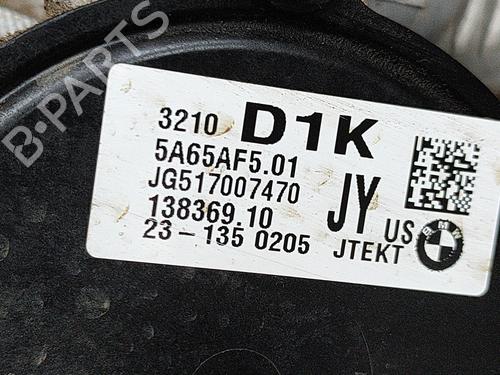 B-PARTS
3210 D1K
5A65AF5.01
JG517007470
138369.10 JY US
23-135 0205 JTEKT
BMW